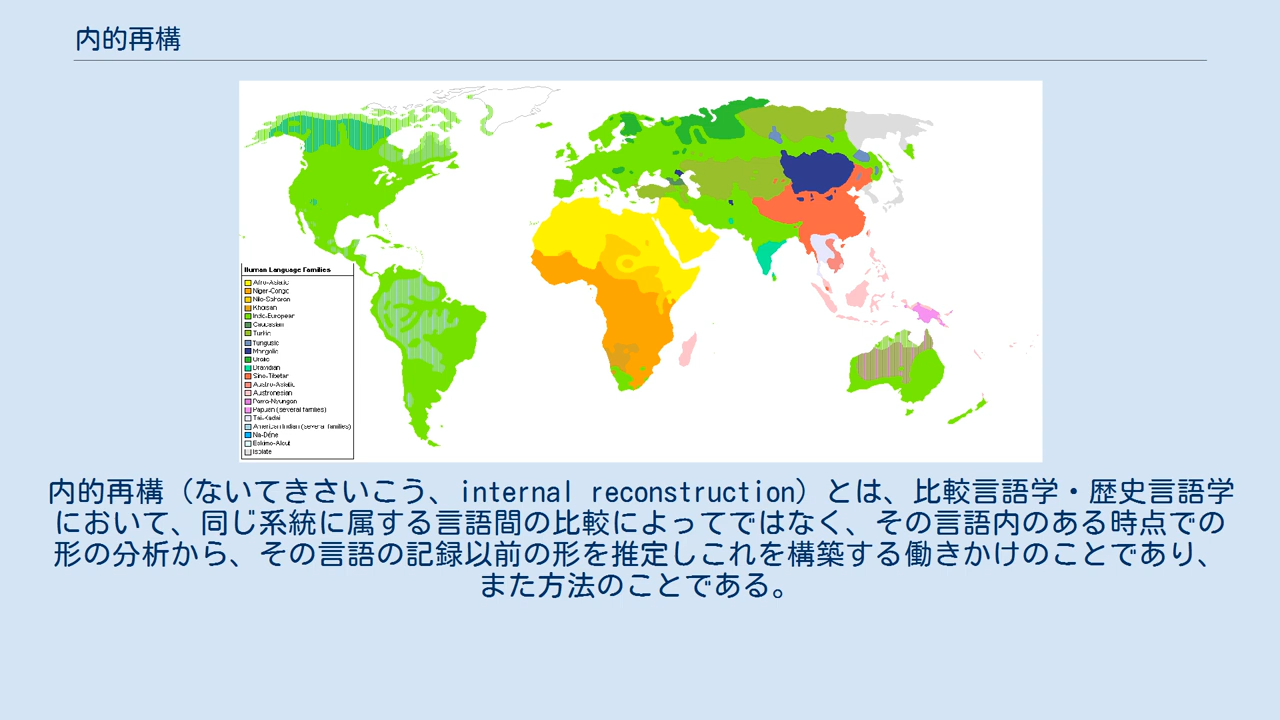 内的再構
Human Language Families
Afro-Asiatic
Niger-Congo
Nilo-Saharan
Khoisan
Indo-European
Caucasian
Turkic
Tungusic
Mongolic
Uralic
Dravidian
Sino-Tibetan
Austro-Asiatic
Austronesian
Pama-Nyungan
Papuan (several families)
Tai-Kadai
American Indian (several families)
Na-Dene
Eskimo-Aleut
Isolate
内的再構（ないてきさいこう、internal reconstruction）とは、比較言語学・歴史言語学
において、同じ系統に属する言語間の比較によってではなく、その言語内のある時点での
形の分析から、その言語の記録以前の形を推定しこれを構築する働きかけのことであり、
また方法のことである。